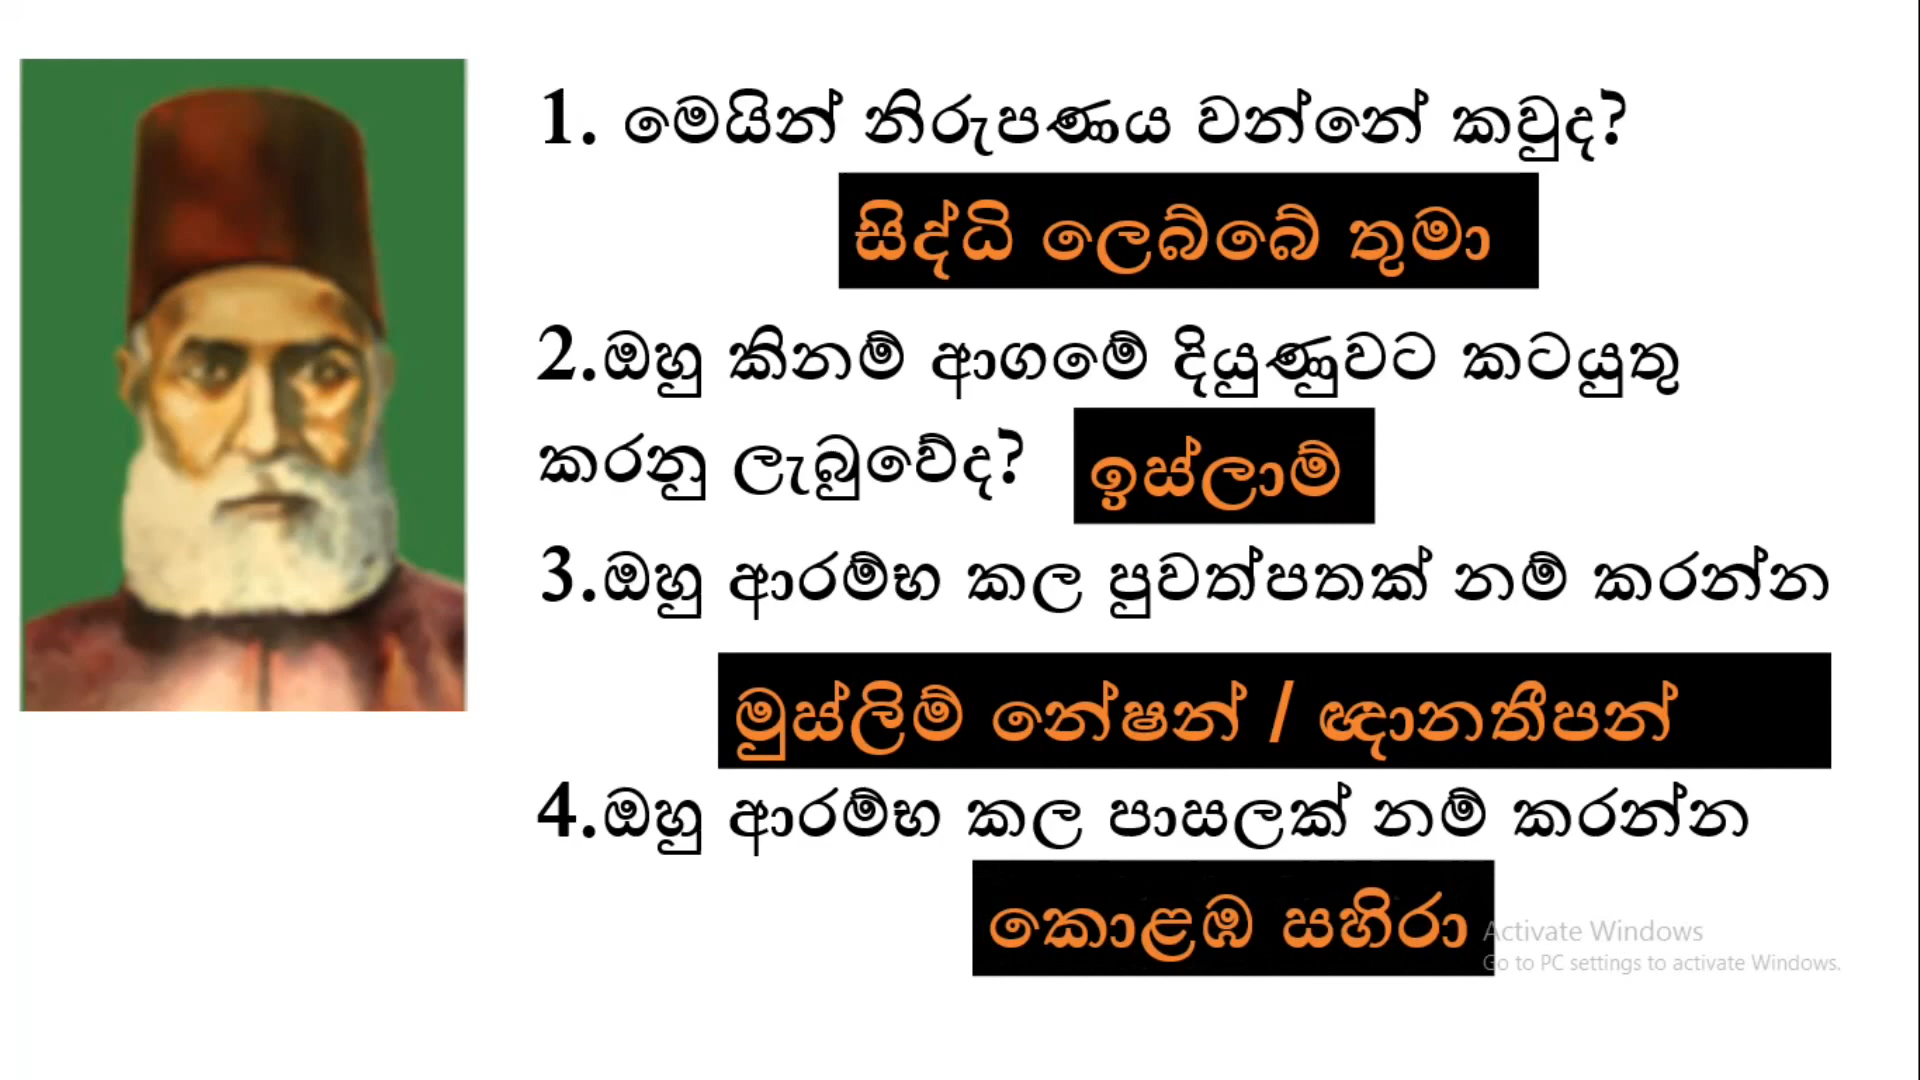 1. මෙයින් නිරුපණය වන්නේ කවුද?
සිද්ධි ලෙබ්බේ තුමා
2.ඔහු කිනම් ආගමේ දියුණුවට කටයුතු
කරනු ලැබුවේද? ඉස්ලාම්
3.ඔහු ආරම්භ කල පුවත්පතක් නම් කරන්න
මුස්ලිම් නේෂන් / ඥානතීපන්
4.ඔහු ආරම්භ කල පාසලක් නම් කරන්න
කොළඹ සහිරා
Activate Windows
Go to PC settings to activate Windows.